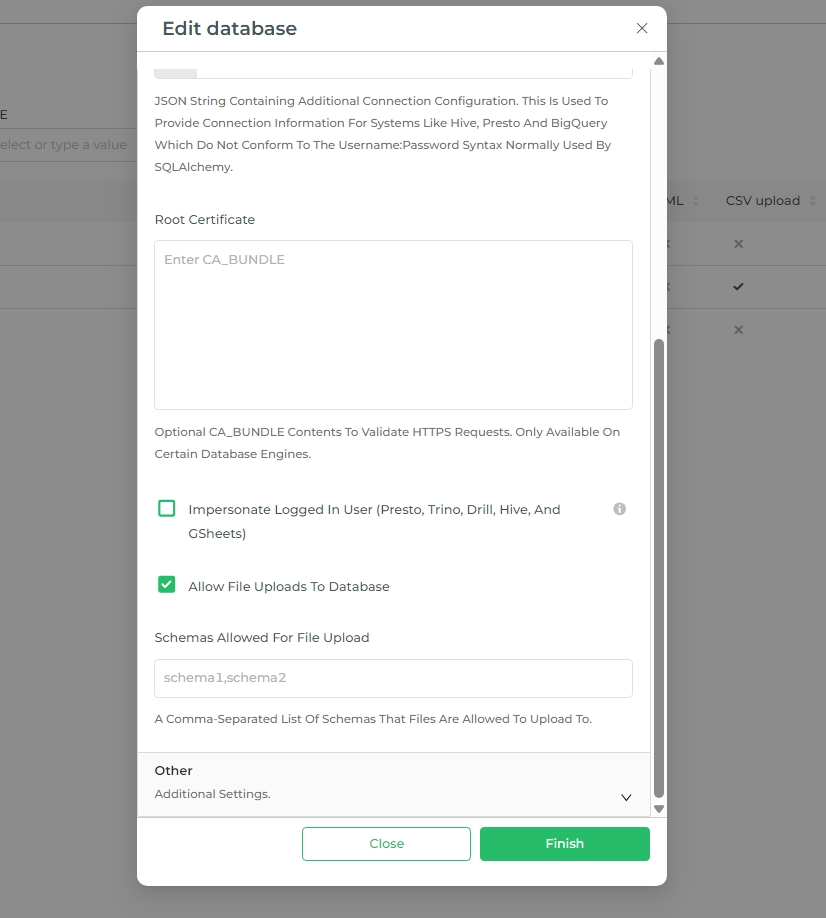 Edit database
JSON String Containing Additional Connection Configuration. This Is Used To
Provide Connection Information For Systems Like Hive, Presto And BigQuery
Which Do Not Conform To The Username:Password Syntax Normally Used By
SQLAlchemy.
E
elect or type a value
ML
CSV upload
Root Certificate
Enter CA_BUNDLE
Optional CA_BUNDLE Contents To Validate HTTPS Requests. Only Available On
Certain Database Engines.
Impersonate Logged In User (Presto, Trino, Drill, Hive, And
GSheets)
Allow File Uploads To Database
Schemas Allowed For File Upload
schema1,schema2
A Comma-Separated List Of Schemas That Files Are Allowed To Upload To.
Other
Additional Settings.
Close
Finish